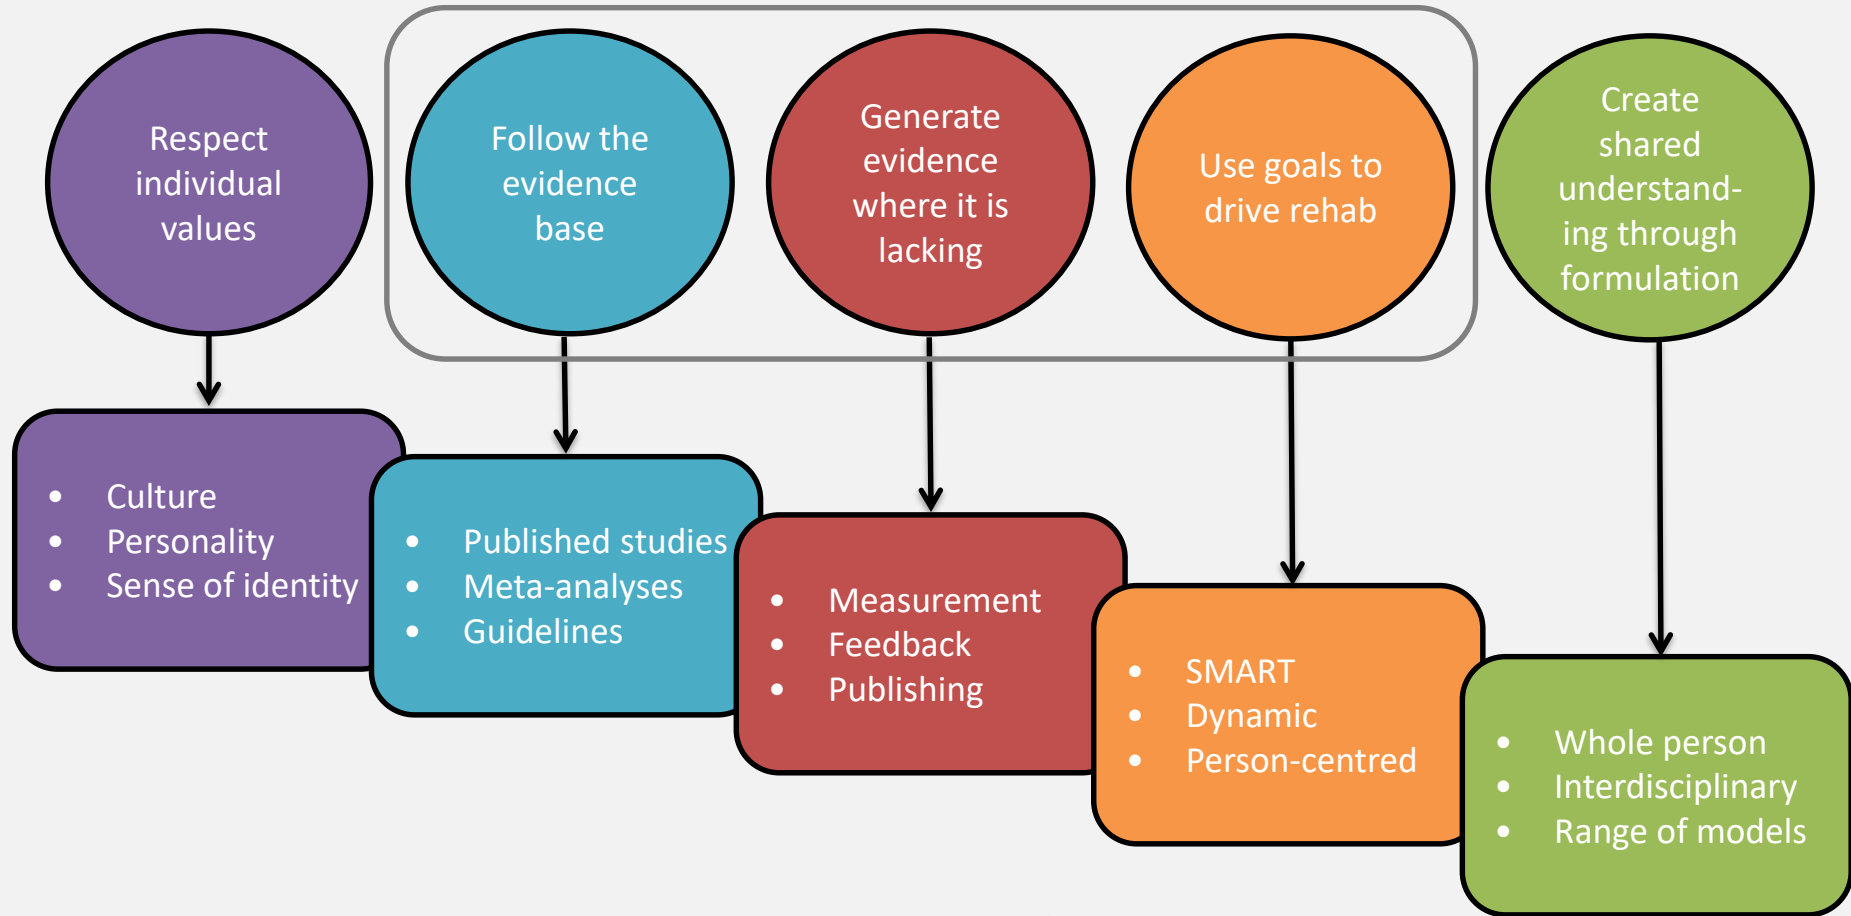 Respect
individual
values
Follow the
evidence
base
Generate
evidence
where it is
lacking
Use goals to
drive rehab
Create
shared
understand-
ing through
formulation
• Culture
• Personality
• Sense of identity
• Published studies
• Meta-analyses
• Guidelines
• Measurement
• Feedback
• Publishing
• SMART
• Dynamic
• Person-centred
• Whole person
• Interdisciplinary
• Range of models